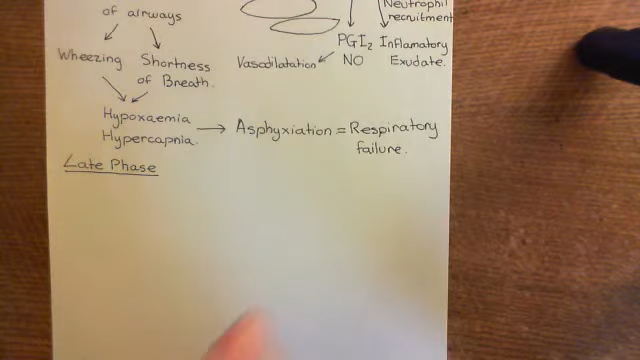 of airways
Neutrophil
recruitment
Wheezing Shortness
of Breath.
Vasodilatation
PGI2 Inflamatory
NO Exudate.
Hypoxaemia
Hypercapnia.
Asphyxiation = Respiratory
failure.
Late Phase